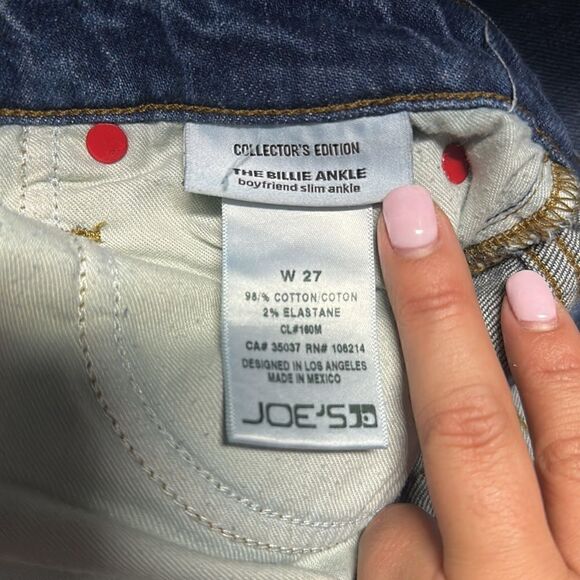 COLLECTOR'S EDITION
THE BILLIE ANKLE
boyfriend slim ankle
W 27
98/% COTTON/COTON
2% ELASTANE
CL#160M
CA# 35037 RN# 106214
DESIGNED IN LOS ANGELES
MADE IN MEXICO
JOE'S